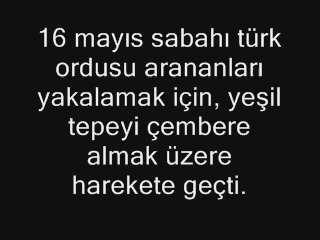 16 mayıs sabahı türk
ordusu arananları
yakalamak için, yeşil
tepeyi çembere
almak üzere
harekete geçti.